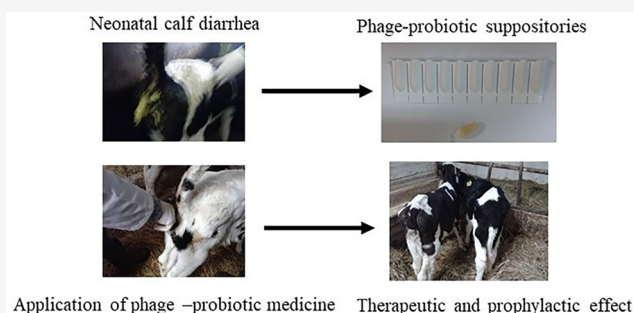 Neonatal calf diarrhea
Phage-probiotic suppositories
Application of phage –probiotic medicine
Therapeutic and prophylactic effect